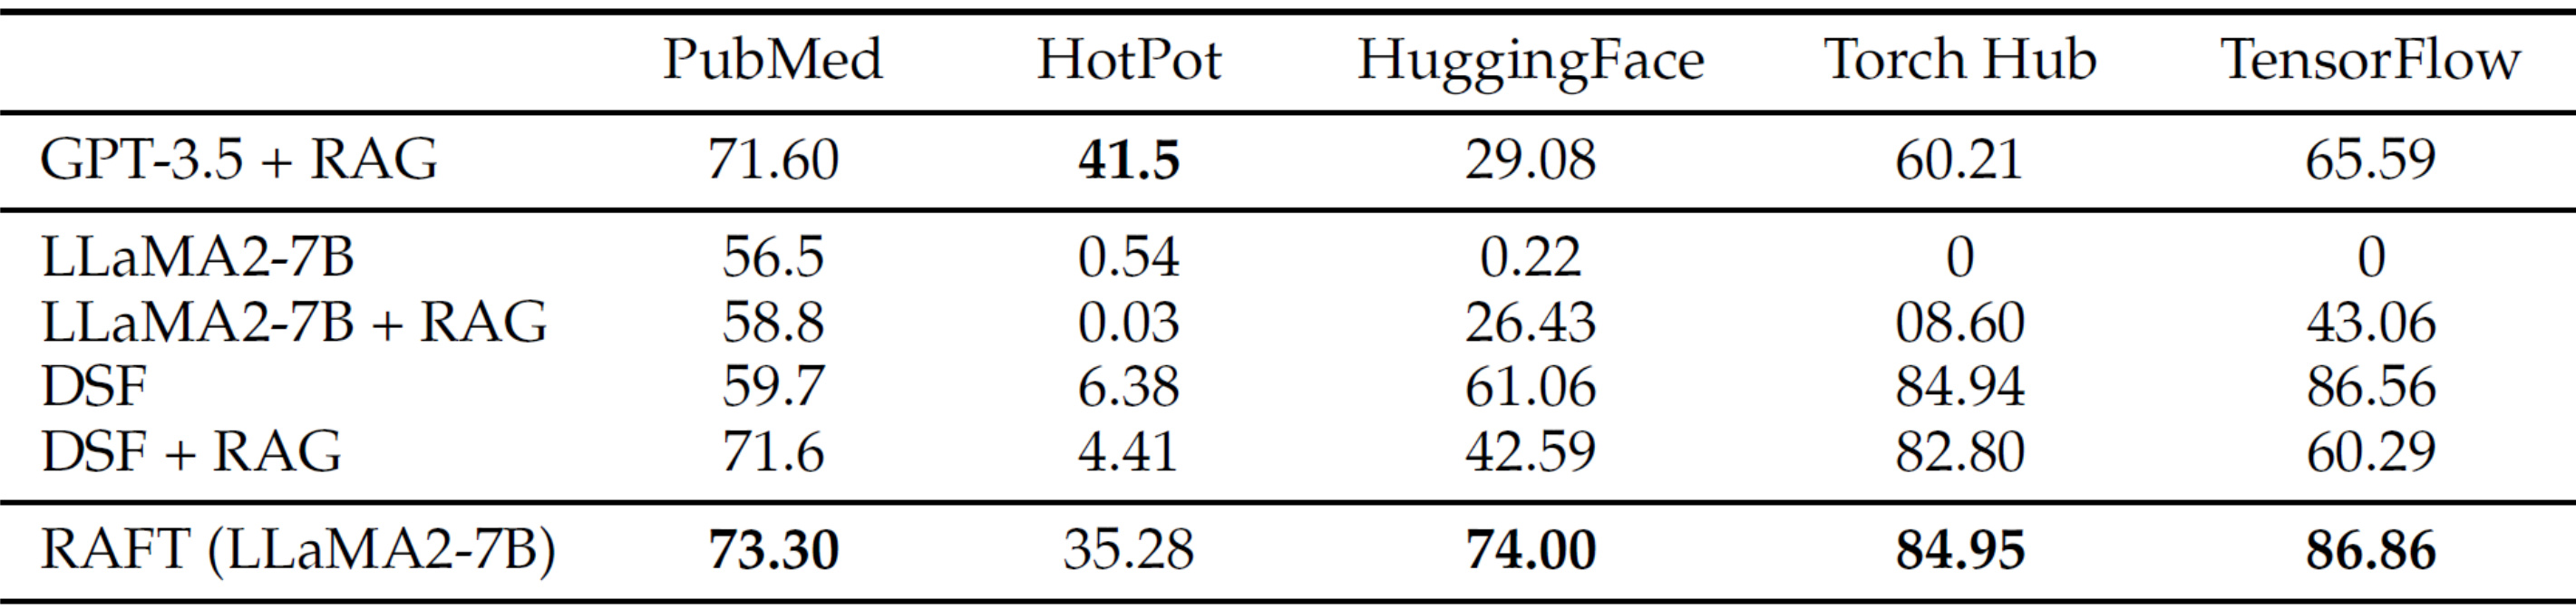 PubMed HotPot HuggingFace Torch Hub TensorFlow
GPT-3.5 + RAG 71.60 41.5 29.08 60.21 65.59
LLaMA2-7B 56.5 0.54 0.22 0 0
LLaMA2-7B + RAG 58.8 0.03 26.43 08.60 43.06
DSF 59.7 6.38 61.06 84.94 86.56
DSF + RAG 71.6 4.41 42.59 82.80 60.29
RAFT (LLaMA2-7B) 73.30 35.28 74.00 84.95 86.86